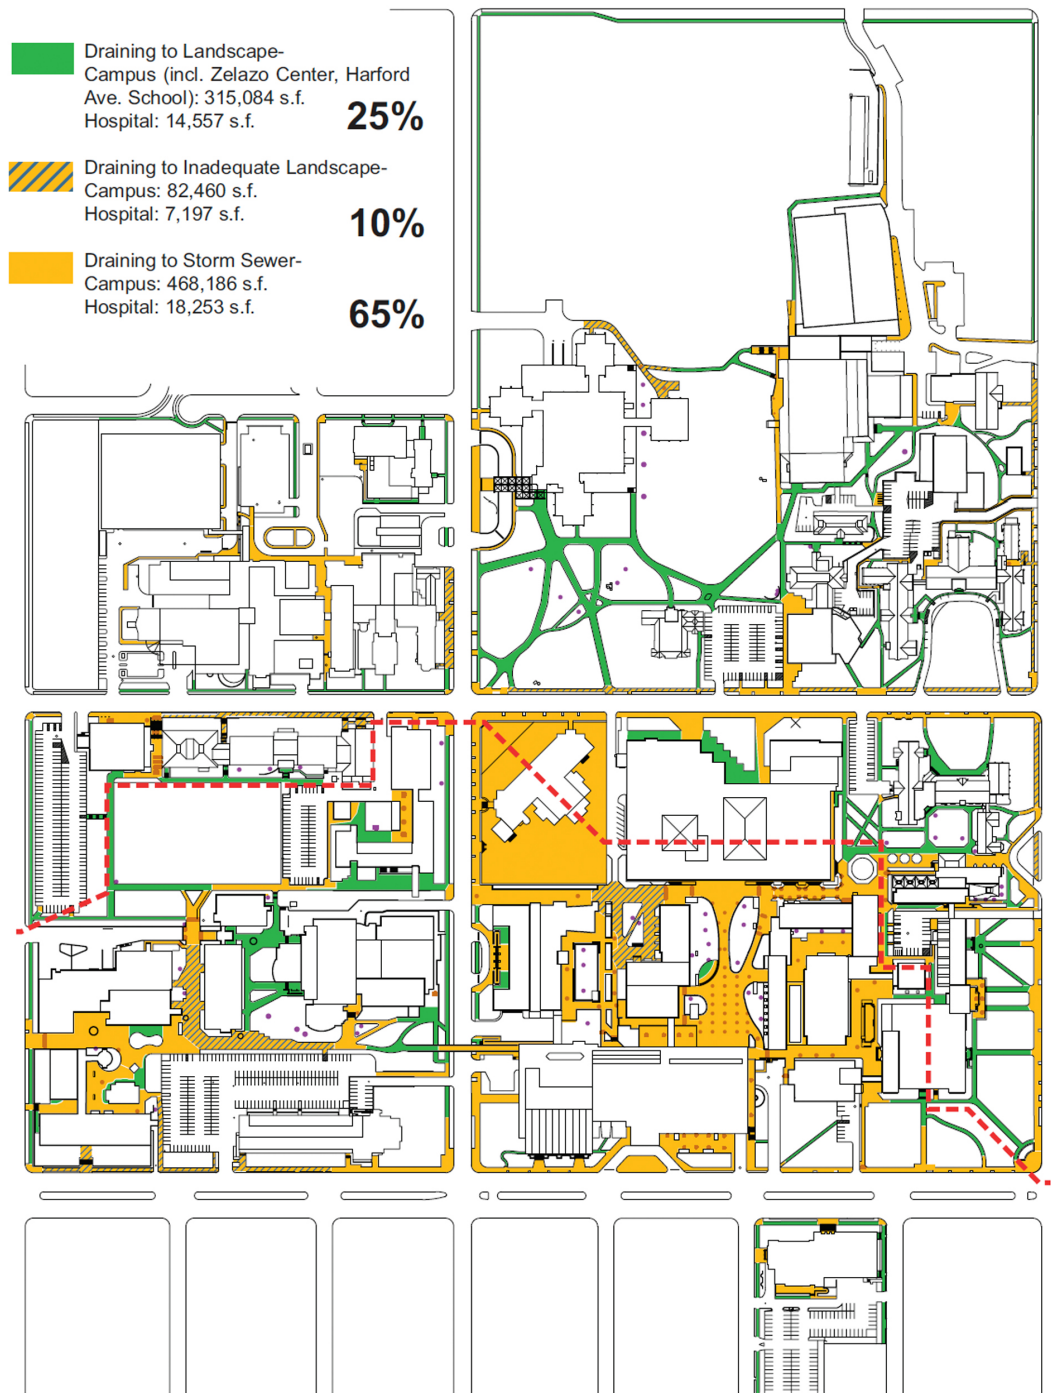 Draining to Landscape-
Campus (incl. Zelazo Center, Harford
Ave. School): 315,084 s.f.
Hospital: 14,557 s.f.
25%
Draining to Inadequate Landscape-
Campus: 82,460 s.f.
Hospital: 7,197 s.f.
10%
Draining to Storm Sewer-
Campus: 468,186 s.f.
Hospital: 18,253 s.f.
65%